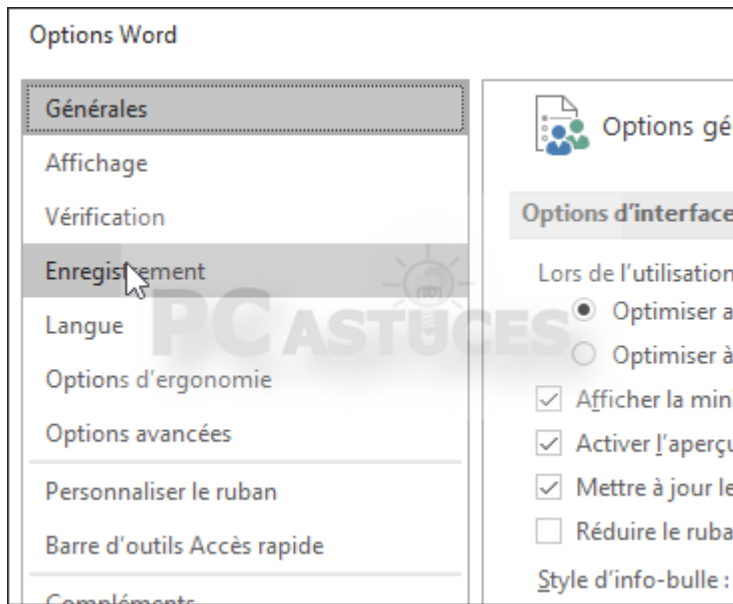 Options Word
Générales
Affichage
Vérification
Enregistrement
Langue
Options d'ergonomie
Options avancées
Personnaliser le ruban
Barre d'outils Accès rapide
Compléments
Options gé
Options d'interface
Lors de l'utilisation
Optimiser a
Optimiser à
Afficher la mini
Activer l'aperçu
Mettre à jour le
Réduire le ruba
Style d'info-bulle :
PC ASTUCES